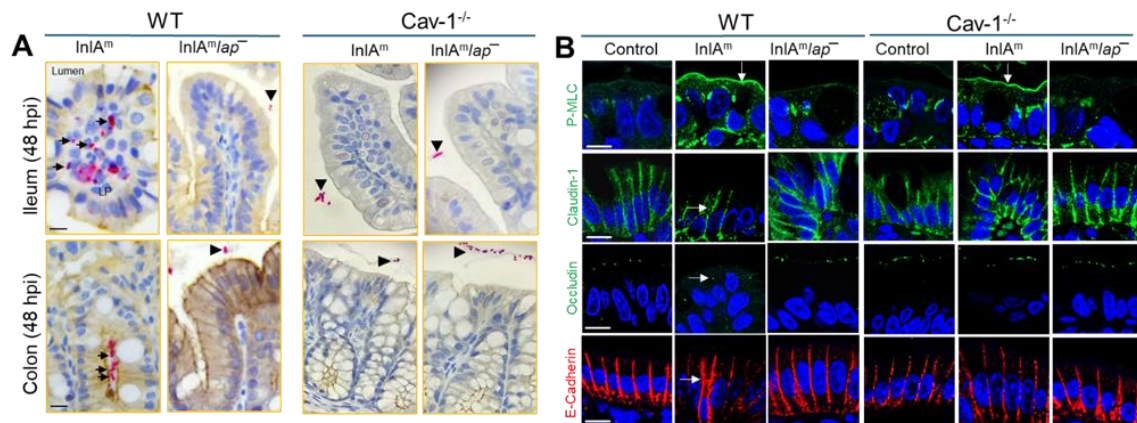 A
WT
Cav-1-/-
InlAᵐ
InlAᵐlap⁻
InlAᵐ
InlAᵐlap⁻
Ileum (48 hpi)
Lumen
LP
Colon (48 hpi)
B
WT
Cav-1-/-
Control
InlAᵐ
InlAᵐlap⁻
Control
InlAᵐ
InlAᵐlap⁻
P-MLC
Claudin-1
Occludin
E-Cadherin